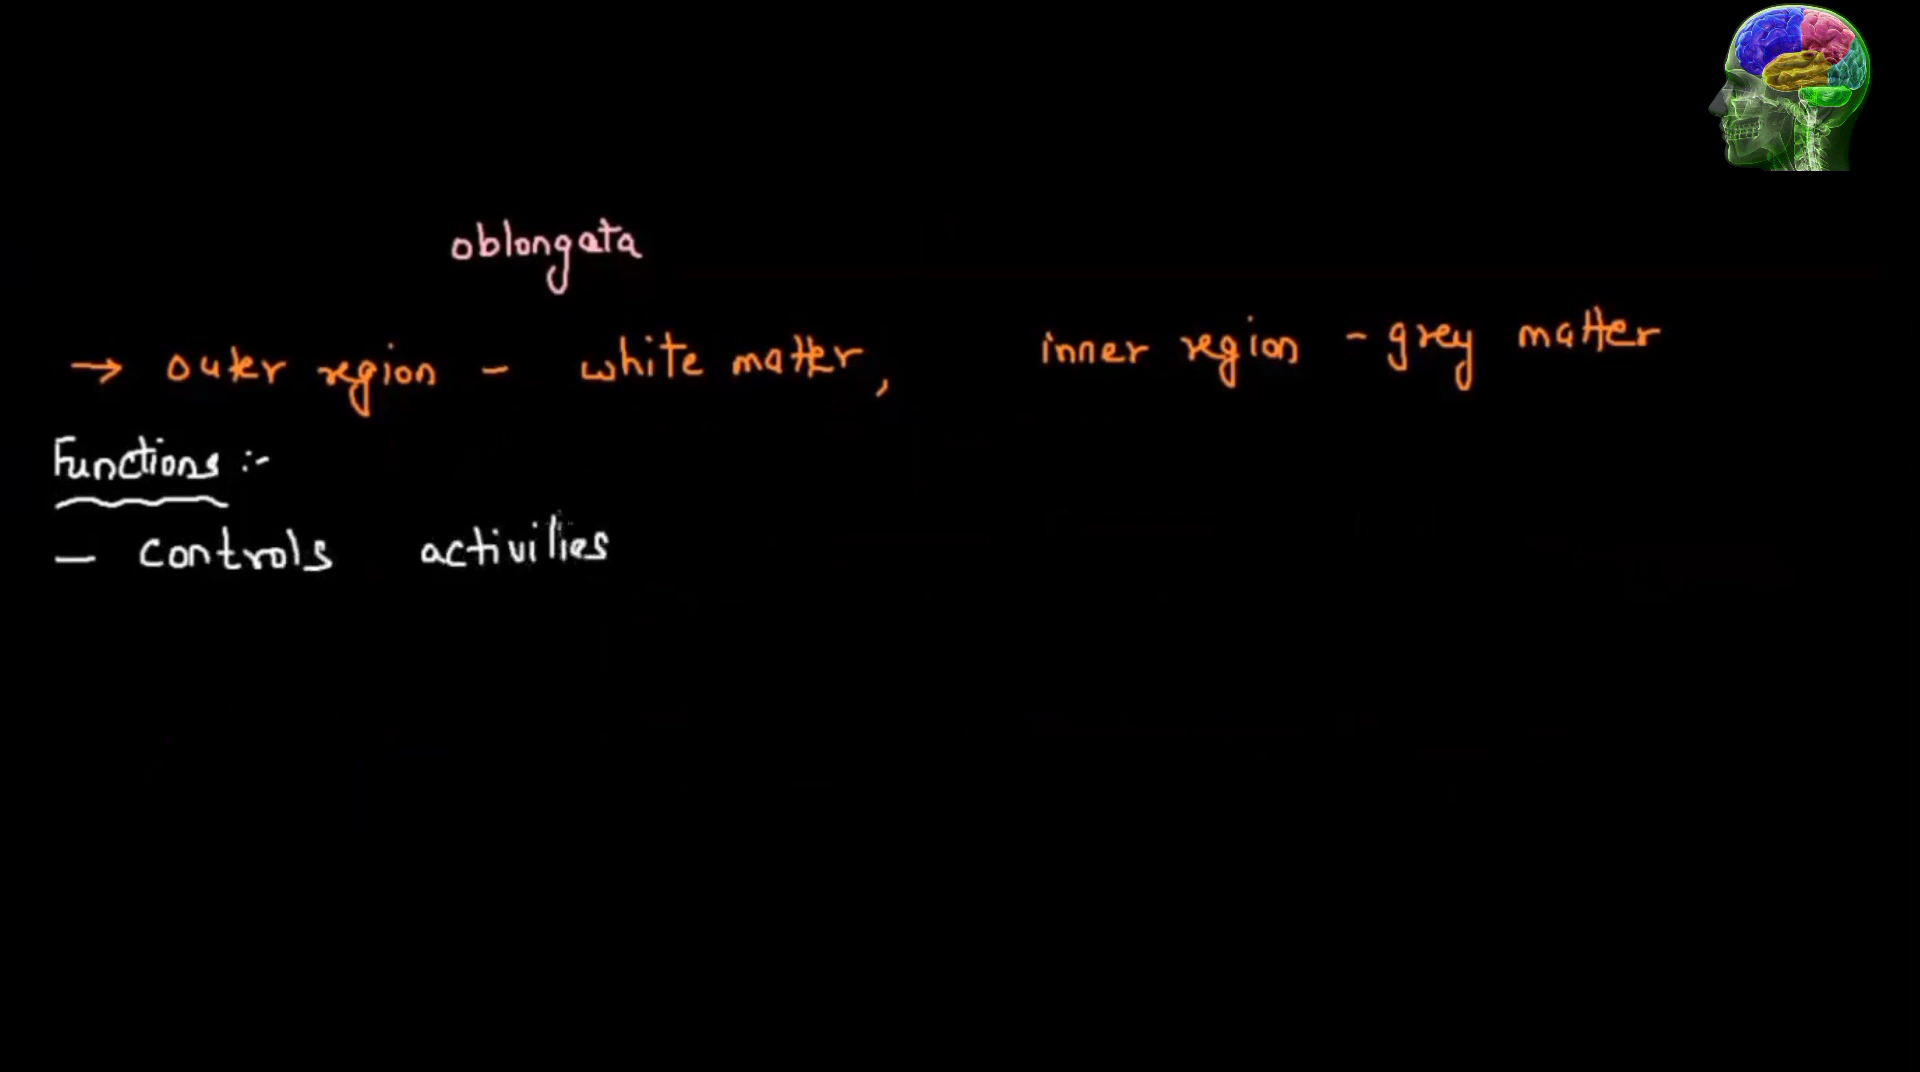 oblongata
→ outer region - white matter, inner region - grey matter
Functions :-
- controls activities